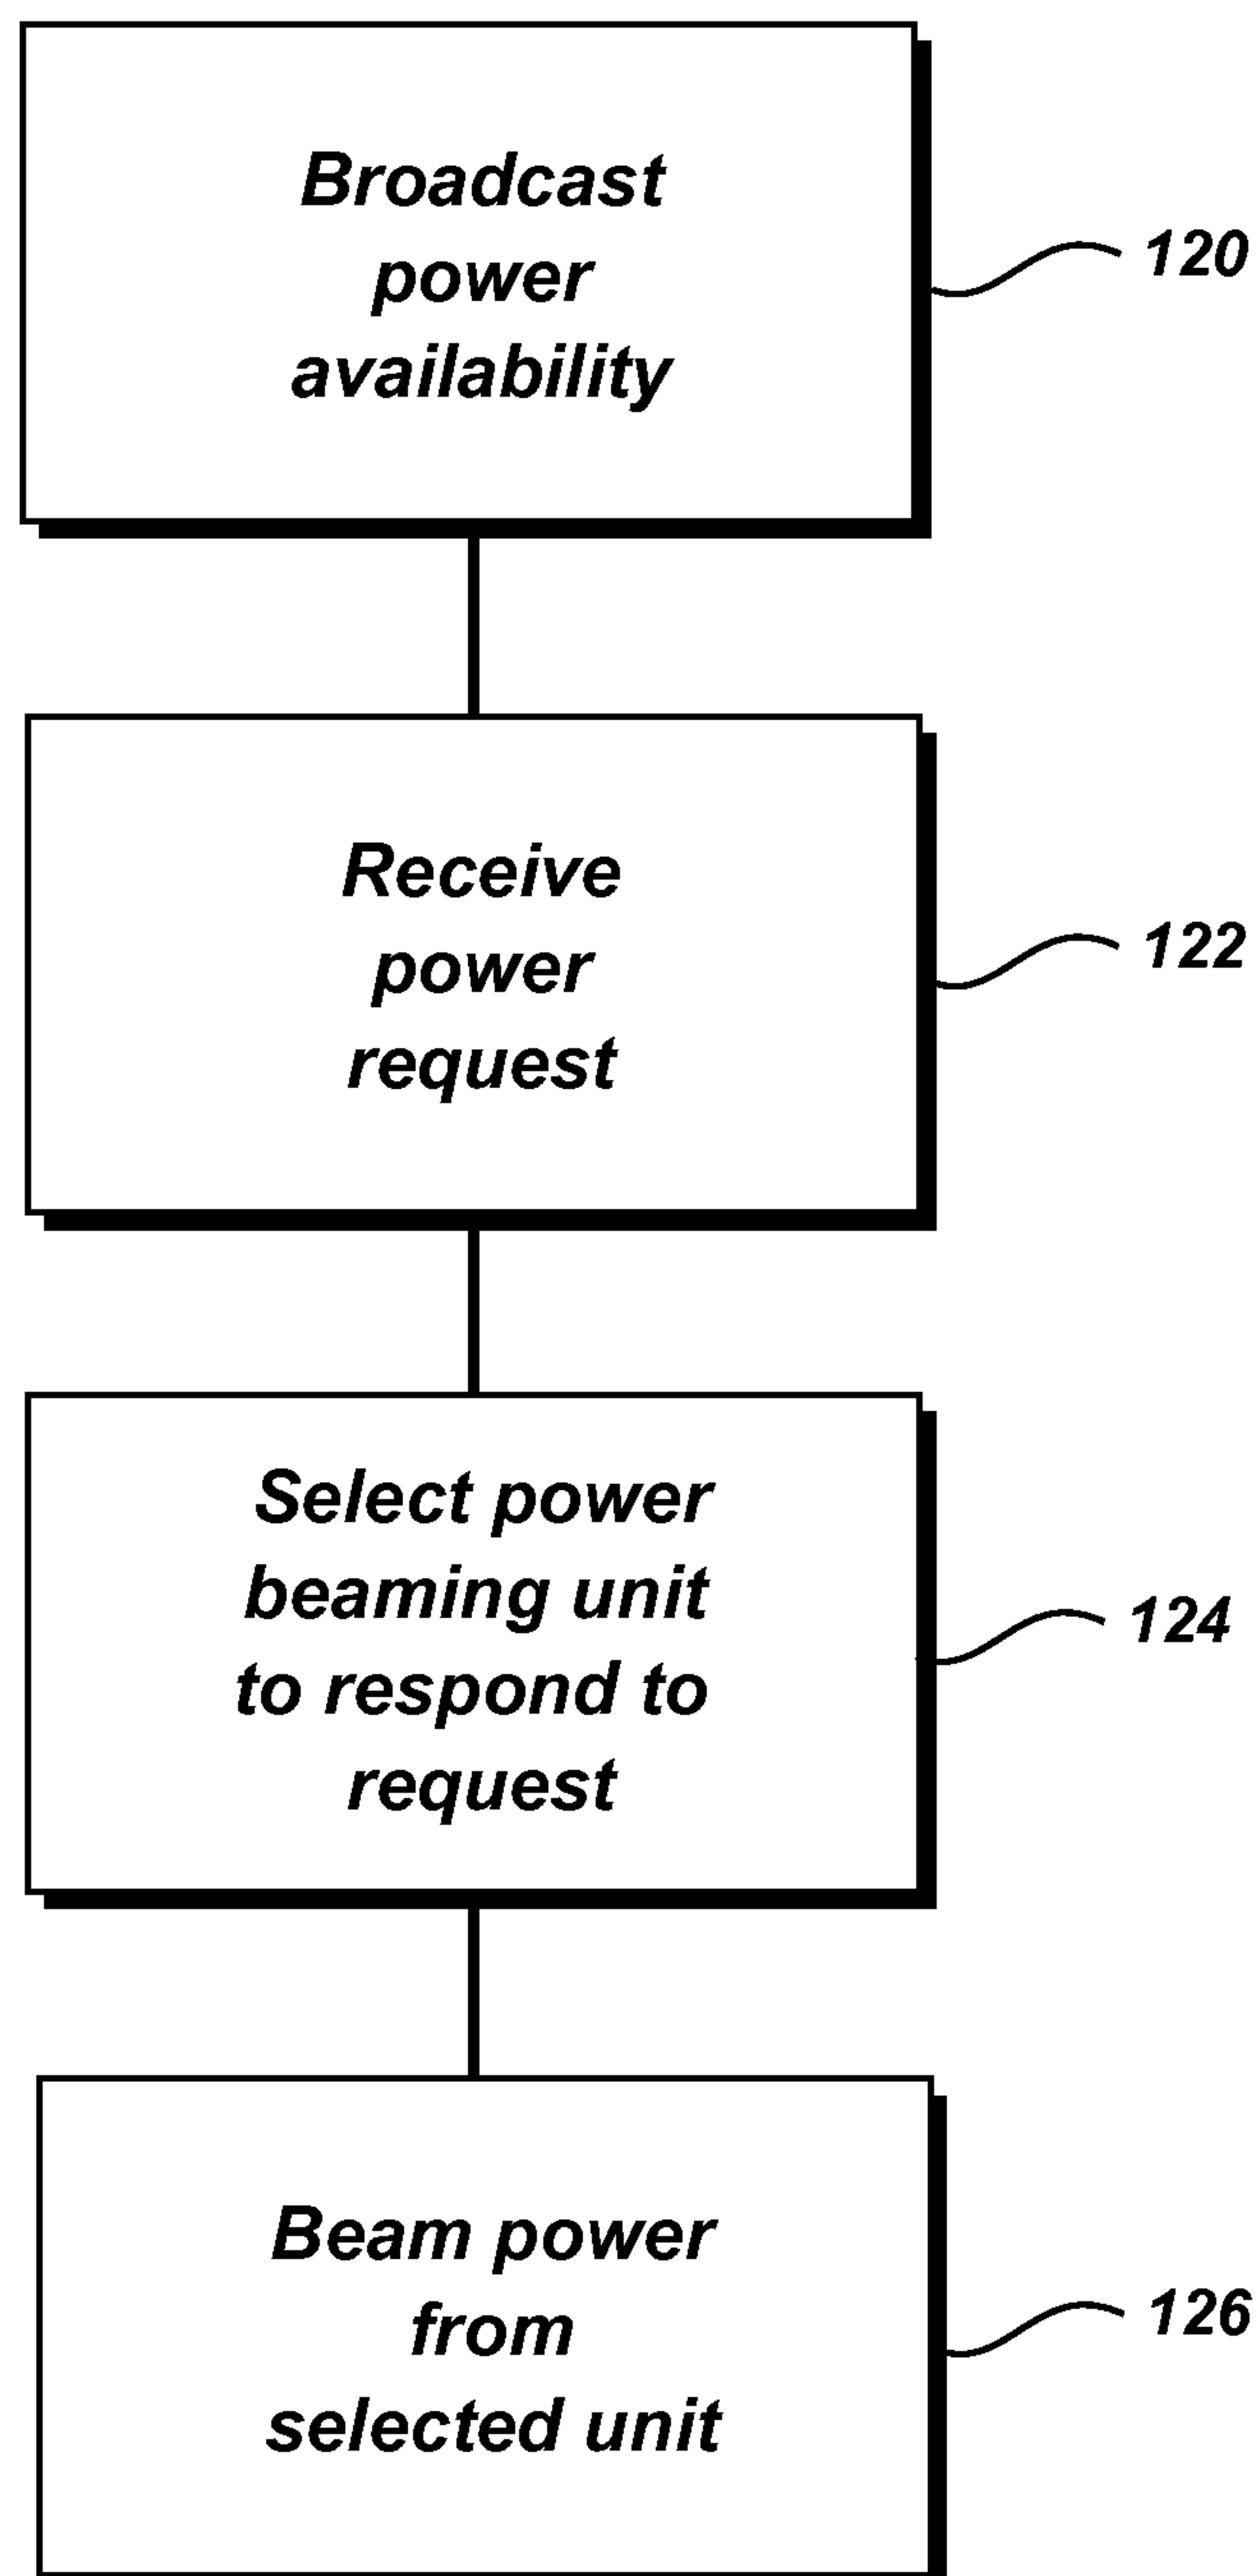 Broadcast
power
availability
120
Receive
power
request
122
Select power
beaming unit
to respond to
request
124
Beam power
from
selected unit
126